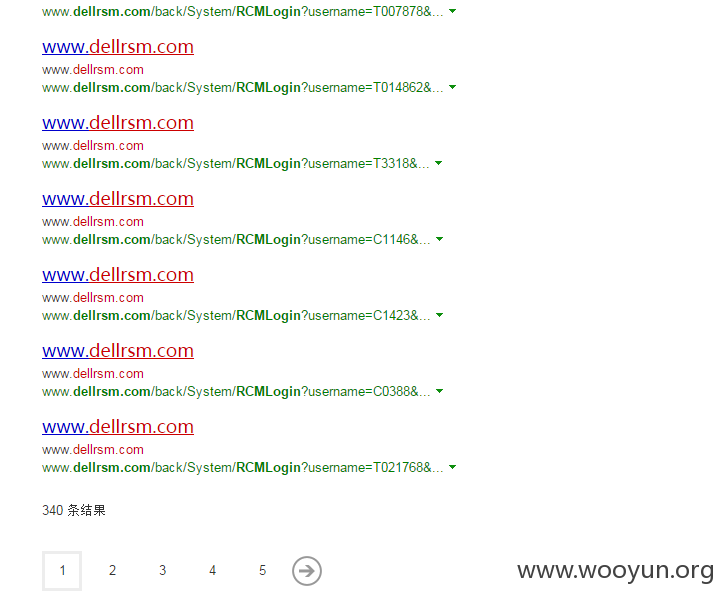 www.dellrsm.com/back/System/RCMLogin?username=T007878&...
www.dellrsm.com
www.dellrsm.com
www.dellrsm.com/back/System/RCMLogin?username=T014862&...
www.dellrsm.com
www.dellrsm.com
www.dellrsm.com/back/System/RCMLogin?username=T3318&...
www.dellrsm.com
www.dellrsm.com
www.dellrsm.com/back/System/RCMLogin?username=C1146&...
www.dellrsm.com
www.dellrsm.com
www.dellrsm.com/back/System/RCMLogin?username=C1423&...
www.dellrsm.com
www.dellrsm.com
www.dellrsm.com/back/System/RCMLogin?username=C0388&...
www.dellrsm.com
www.dellrsm.com
www.dellrsm.com/back/System/RCMLogin?username=T021768&...
340 条结果
1 2 3 4 5
www.wooyun.org